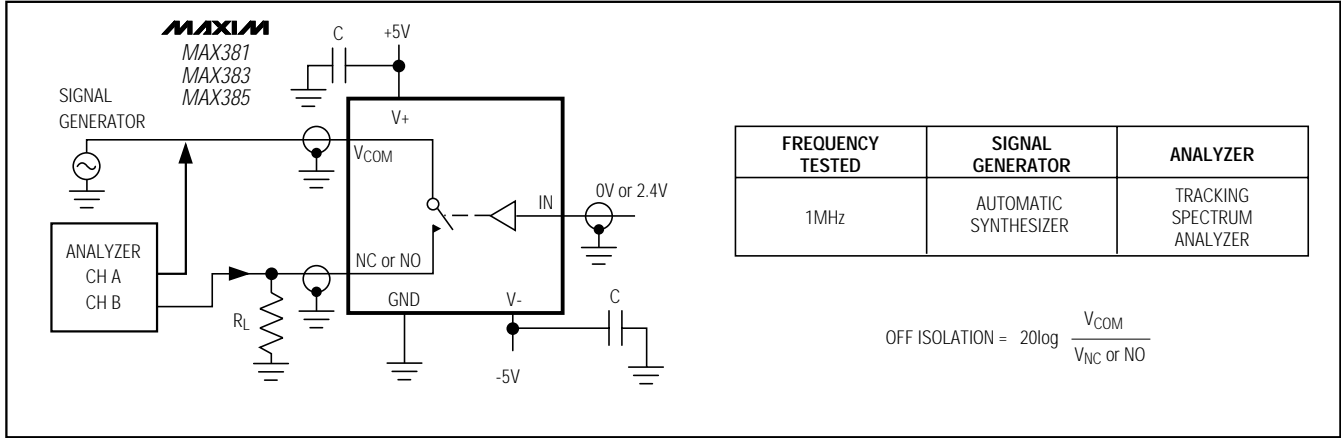 MAXIM
MAX381
MAX383
MAX385
C
+5V
SIGNAL
GENERATOR
V+
VCOM
IN
0V or 2.4V
ANALYZER
CH A
CH B
NC or NO
RL
GND
V-
C
-5V
FREQUENCY
TESTED
SIGNAL
GENERATOR
ANALYZER
1MHz
AUTOMATIC
SYNTHESIZER
TRACKING
SPECTRUM
ANALYZER
OFF ISOLATION = 20log
VCOM
VNC or NO